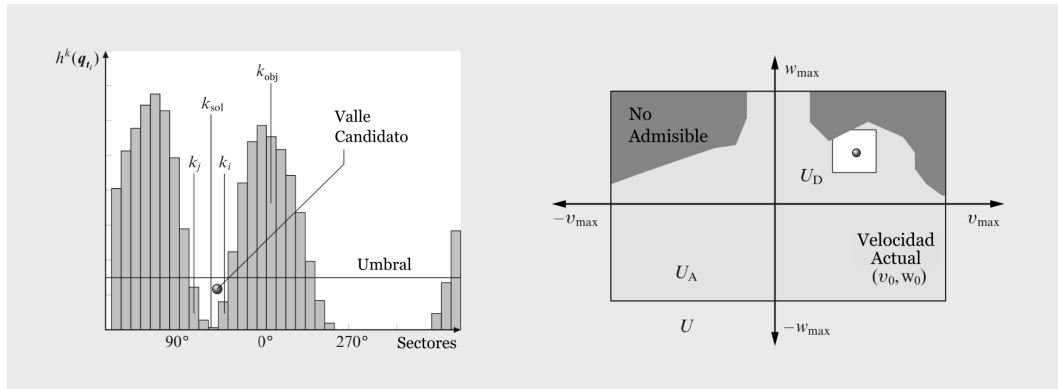 h^k(q_{t_i})
k_obj
k_sol
Valle
Candidato
k_j
k_i
Umbral
90°
0°
270°
Sectores
w_max
No
Admisible
U_D
−v_max
v_max
Velocidad
Actual
(v_0, w_0)
U_A
U
−w_max